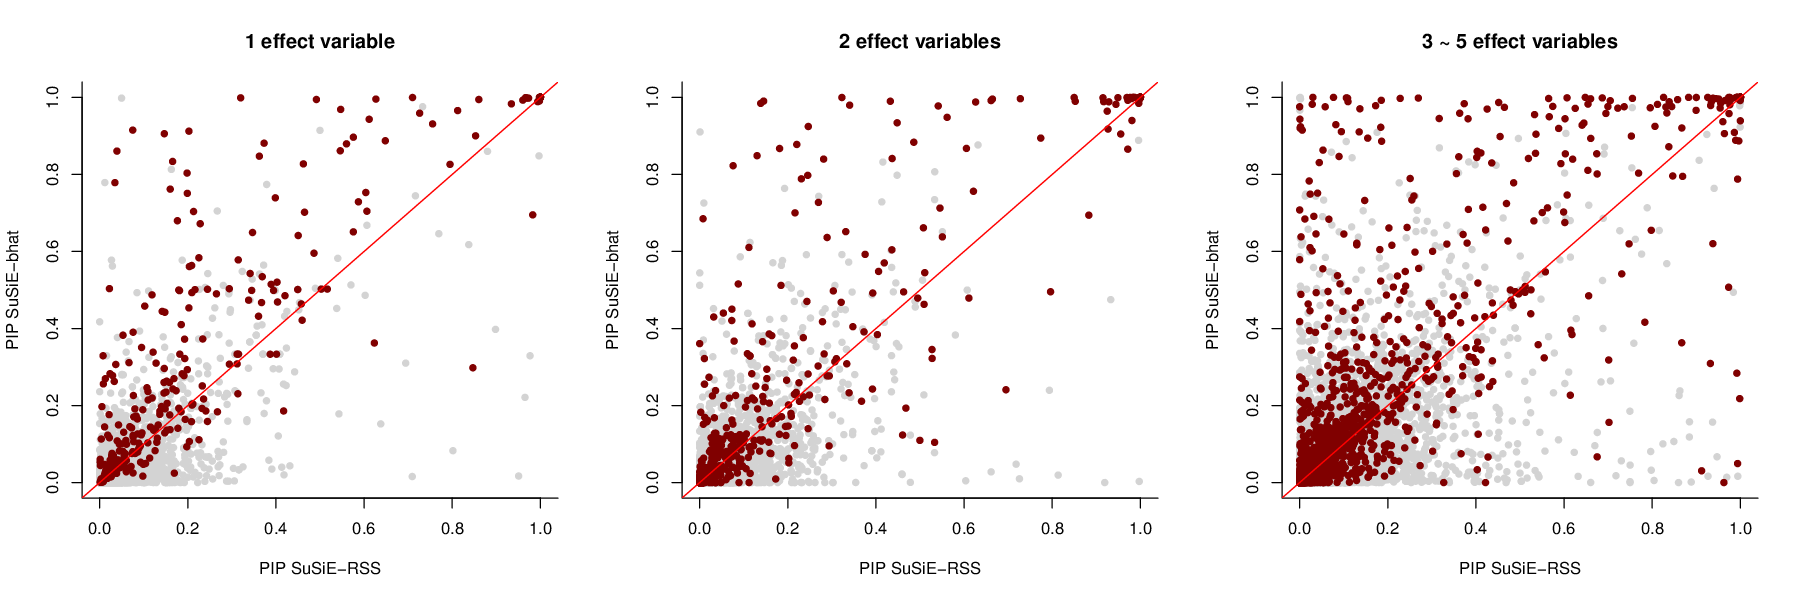 1 effect variable
1.0
0.8
0.6
0.4
0.2
0.0
PIP SuSiE−bhat
0.0 0.2 0.4 0.6 0.8 1.0
PIP SuSiE−RSS
2 effect variables
1.0
0.8
0.6
0.4
0.2
0.0
PIP SuSiE−bhat
0.0 0.2 0.4 0.6 0.8 1.0
PIP SuSiE−RSS
3 ~ 5 effect variables
1.0
0.8
0.6
0.4
0.2
0.0
PIP SuSiE−bhat
0.0 0.2 0.4 0.6 0.8 1.0
PIP SuSiE−RSS